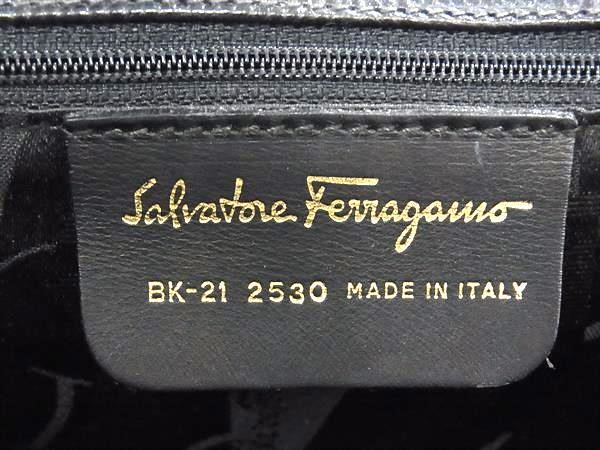 Salvatore Ferragamo
BK-21 2530 MADE IN ITALY